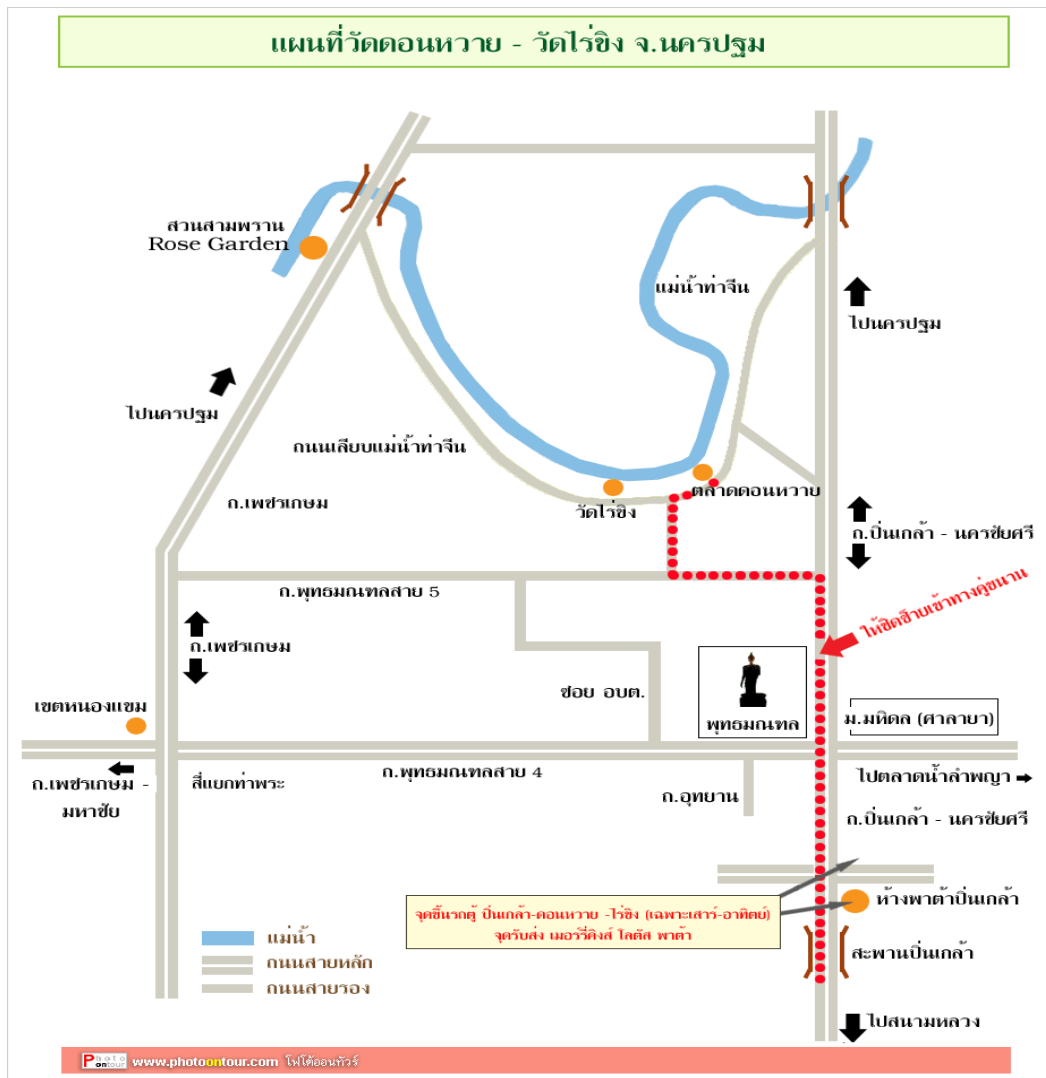 แผนที่วัดดอนหวาย - วัดไร่ขิง จ.นครปฐม
สวนสามพราน
Rose Garden
แม่น้ำท่าจีน
ไปนครปฐม
ไปนครปฐม
ถนนเลียบแม่น้ำท่าจีน
ถ.เพชรเกษม
ตลาดดอนหวาย
วัดไร่ขิง
ถ.ปิ่นเกล้า - นครชัยศรี
ถ.พุทธมณฑลสาย 5
ให้ชิดซ้ายเข้าทางคู่ขนาน
ถ.เพชรเกษม
ซอย อบต.
พุทธมณฑล
เขตหนองแขม
ม.มหิดล (ศาลายา)
ถ.เพชรเกษม -
มหาชัย
สี่แยกท่าพระ
ถ.พุทธมณฑลสาย 4
ไปตลาดน้ำลำพญา
ถ.อุทยาน
ถ.ปิ่นเกล้า - นครชัยศรี
ห้างพาต้าปิ่นเกล้า
จุดขึ้นรถตู้ ปิ่นเกล้า-ดอนหวาย -ไร่ขิง (เฉพาะเสาร์-อาทิตย์)
จุดรับส่ง เมอร์รี่คิงส์ โลตัส พาต้า
แม่น้ำ
ถนนสายหลัก
ถนนสายรอง
สะพานปิ่นเกล้า
ไปสนามหลวง
Photo
Pontour www.photoontour.com โฟโต้ออนทัวร์